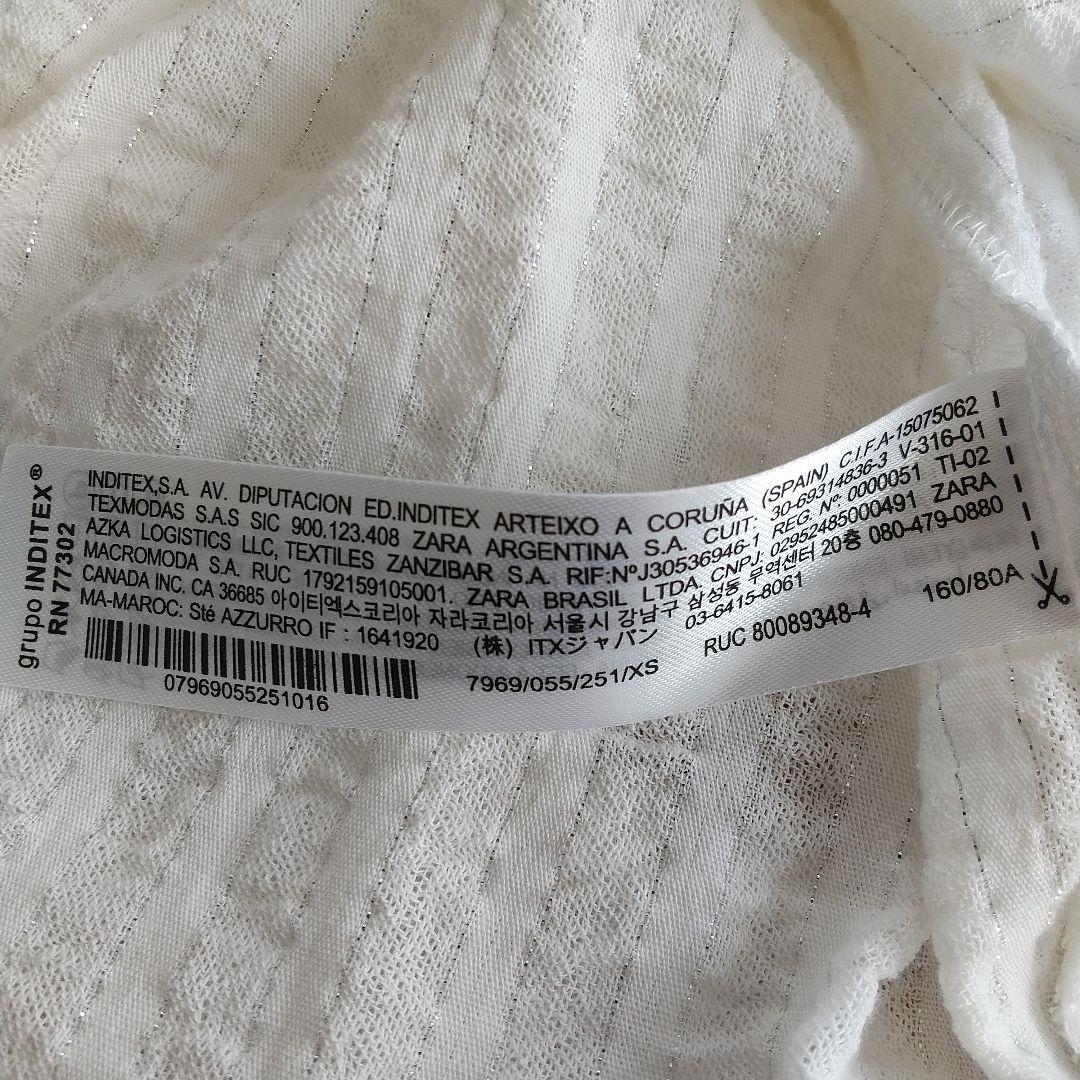 grupo INDITEX®
RN 77302
INDITEX,S.A. AV. DIPUTACION ED.INDITEX ARTEIXO A CORUÑA (SPAIN) C.I.F.A-15075062
TEXMODAS S.A.S SIC 900.123.408 ZARA ARGENTINA S.A. CUIT: 30-69314836-3 V-316-01
AZKA LOGISTICS LLC, TEXTILES ZANZIBAR S.A. RIF:NºJ30536946-1 REG. Nº 0000051 TI-02
MACROMODA S.A. RUC 1792159105001. ZARA BRASIL LTDA, CNPJ: 02952485000491 ZARA
CANADA INC. CA 36685 아이티엑스코리아 자라코리아 서울시 강남구 삼성동 무역센터 20층 080-479-0880
MA-MAROC: Sté AZZURRO IF : 1641920 (株) ITXジャパン 03-6415-8061
07969055251016
7969/055/251/XS
RUC 80089348-4
160/80A